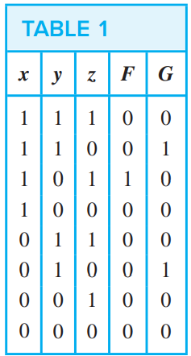 TABLE 1
x y z F G
1 1 1 0 0
1 1 0 0 1
1 0 1 1 0
1 0 0 0 0
0 1 1 0 0
0 1 0 0 1
0 0 1 0 0
0 0 0 0 0